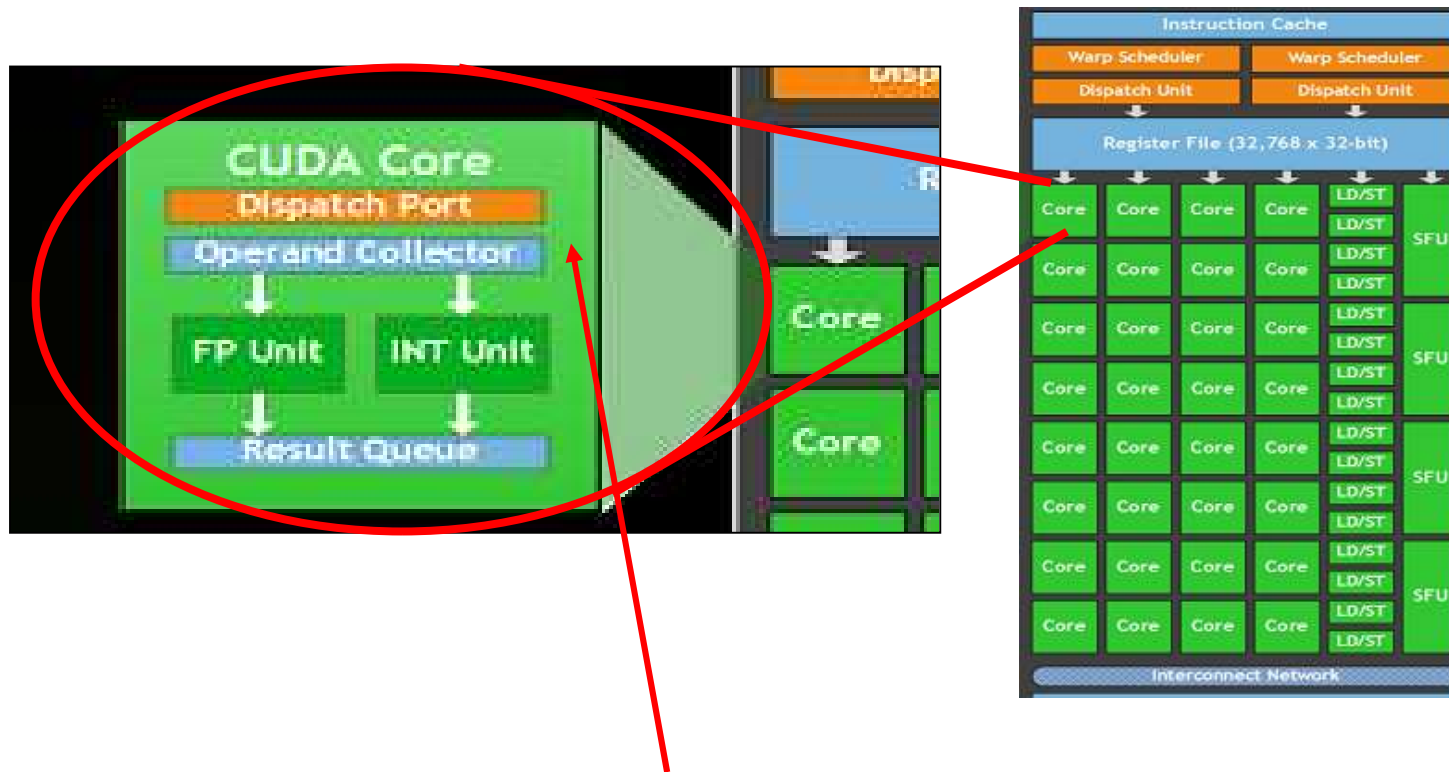 CUDA Core
Dispatch Port
Operand Collector
FP Unit INT Unit
Result Queue
Disp
R
Core
Core
Instruction Cache
Warp Scheduler Warp Scheduler
Dispatch Unit Dispatch Unit
Register File (32,768 x 32-bit)
Core Core Core Core LD/ST
LD/ST
SFU
Core Core Core Core LD/ST
LD/ST
Core Core Core Core LD/ST
LD/ST
SFU
Core Core Core Core LD/ST
LD/ST
Core Core Core Core LD/ST
LD/ST
SFU
Core Core Core Core LD/ST
LD/ST
Core Core Core Core LD/ST
LD/ST
SFU
Core Core Core Core LD/ST
LD/ST
Interconnect Network